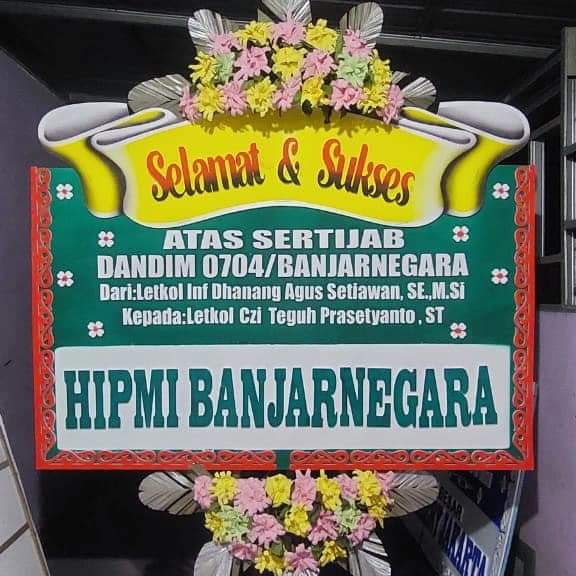 Selamat & Sukses
ATAS SERTIJAB
DANDIM 0704/BANJARNEGARA
Dari:Letkol Inf Dhanang Agus Setiawan, SE.,M.Si
Kepada:Letkol Czi Teguh Prasetyanto, ST
HIPMI BANJARNEGARA